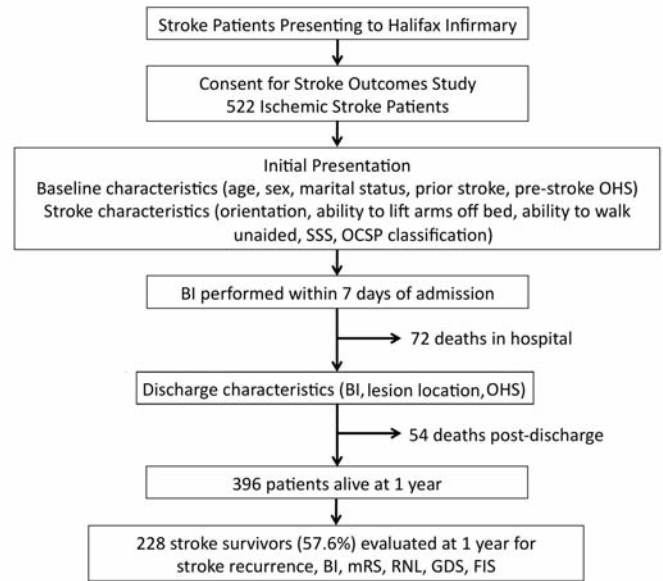 Stroke Patients Presenting to Halifax Infirmary
Consent for Stroke Outcomes Study
522 Ischemic Stroke Patients
Initial Presentation
Baseline characteristics (age, sex, marital status, prior stroke, pre-stroke OHS)
Stroke characteristics (orientation, ability to lift arms off bed, ability to walk
unaided, SSS, OCSP classification)
BI performed within 7 days of admission
72 deaths in hospital
Discharge characteristics (BI, lesion location, OHS)
54 deaths post-discharge
396 patients alive at 1 year
228 stroke survivors (57.6%) evaluated at 1 year for
stroke recurrence, BI, mRS, RNL, GDS, FIS